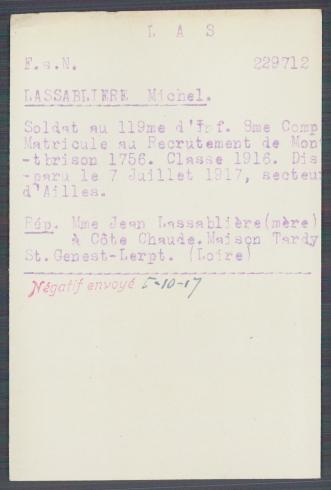 L A S
F.s.N. 229712
LASSABLIERE Michel.
Soldat au 119me d'Inf. 9me Comp
Matricule au Recrutement de Mon
-tbrison 1756. Classe 1916. Dis
-paru le 7 Juillet 1917, secteur
d'Ailles.
Rép. Mme Jean Lassablière(mère)
à Côte Chaude. Maison Tardy
St. Genest-Lerpt. (Loire)
Négatif envoyé 5-10-17